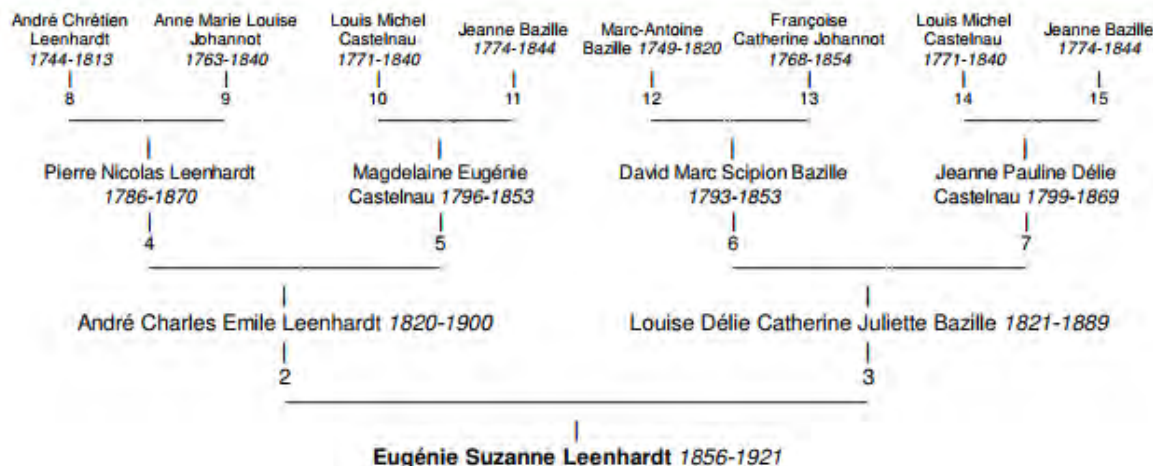 André Chrétien
Leenhardt
1744-1813
Anne Marie Louise
Johannot
1763-1840
Louis Michel
Castelnau
1771-1840
Jeanne Bazille
1774-1844
Marc-Antoine
Bazille 1749-1820
Françoise
Catherine Johannot
1768-1854
Louis Michel
Castelnau
1771-1840
Jeanne Bazille
1774-1844
8
9
10
11
12
13
14
15
Pierre Nicolas Leenhardt
1786-1870
Magdelaine Eugénie
Castelnau 1796-1853
David Marc Scipion Bazille
1793-1853
Jeanne Pauline Délie
Castelnau 1799-1869
4
5
6
7
André Charles Emile Leenhardt 1820-1900
Louise Délie Catherine Juliette Bazille 1821-1889
2
3
Eugénie Suzanne Leenhardt 1856-1921